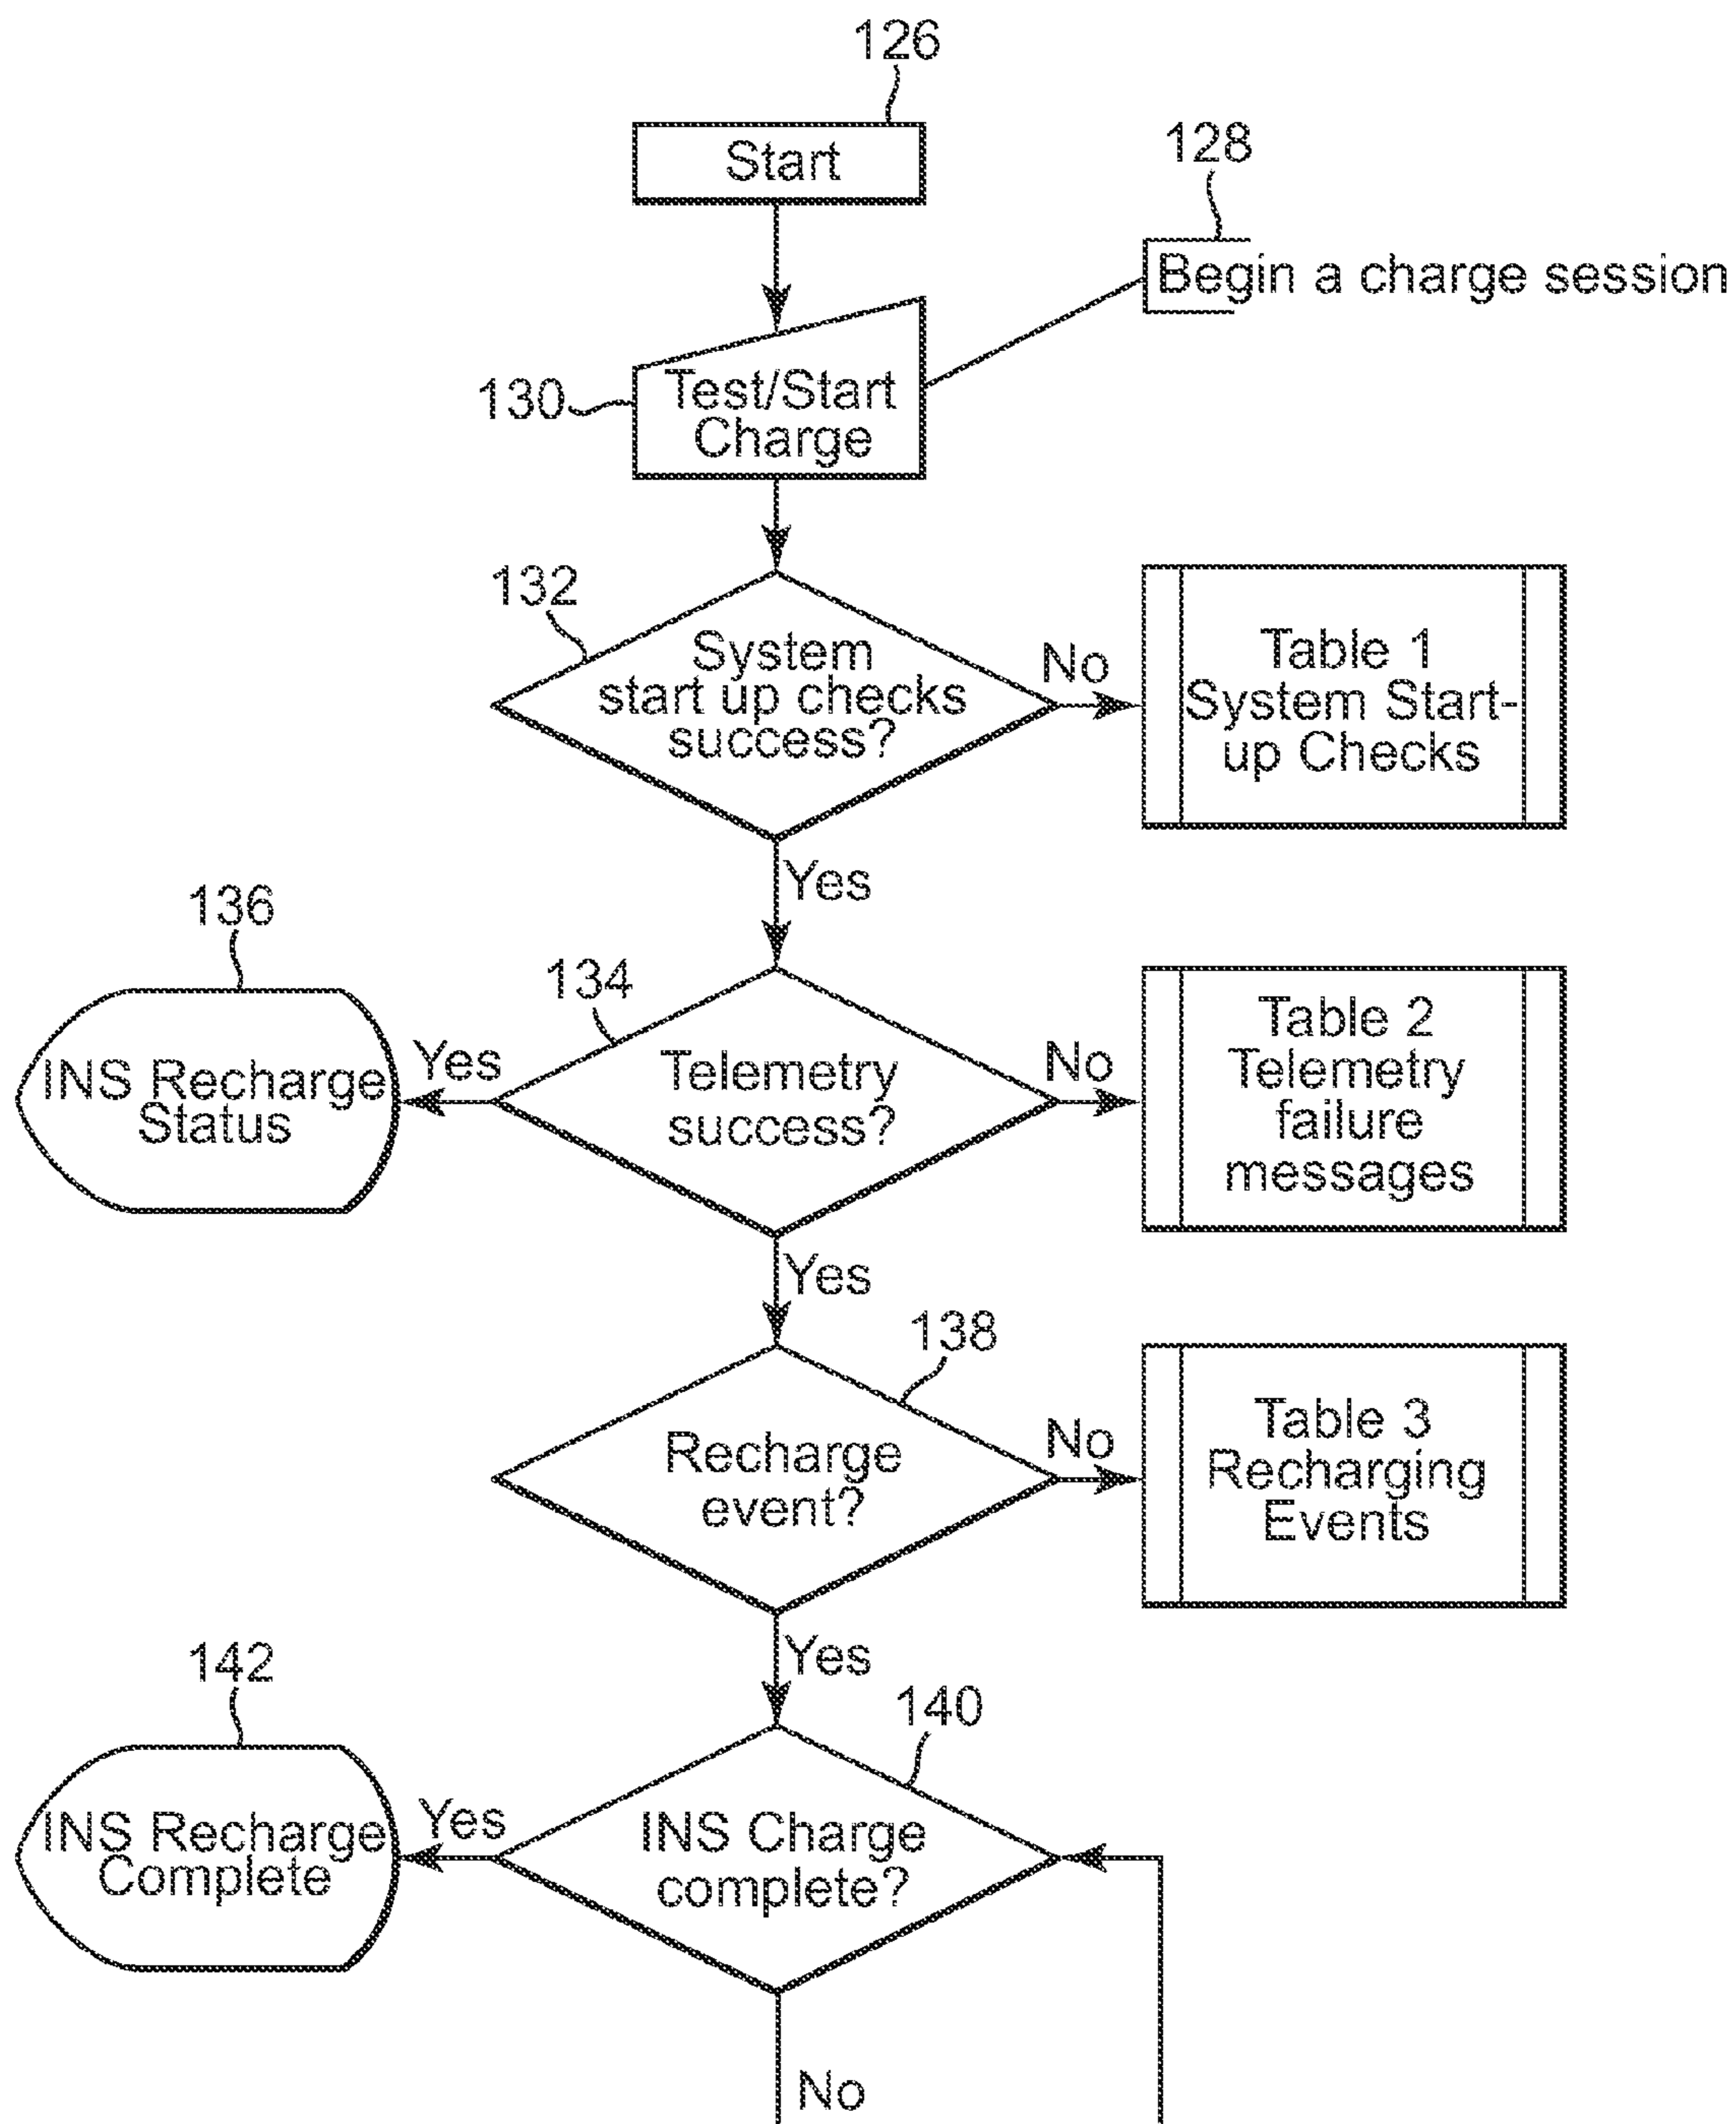 126
Start
128
Begin a charge session
130
Test/Start
Charge
132
System
start up checks
success?
No
Table 1
System Start-
up Checks
Yes
136
134
INS Recharge
Status
Yes
Telemetry
success?
No
Table 2
Telemetry
failure
messages
Yes
138
Recharge
event?
No
Table 3
Recharging
Events
Yes
142
140
INS Recharge
Complete
Yes
INS Charge
complete?
No